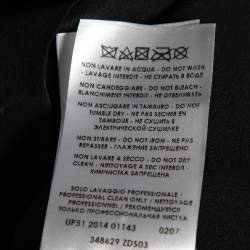 NON LAVARE IN ACQUA - DO NOT WASH
- LAVAGE INTERDIT - НЕ СПИРАТЬ В ВОДЕ
NON CANDEGGIARE - DO NOT BLEACH -
BLANCHIMENT INTERDIT - НЕ ОТБЕЛИВАТЬ
NON ASCIUGARE IN TAMBURO - DO NOT
TUMBLE DRY - NE PAS SECHER EN
TAMBOUR - НЕ СУШИТЬ В
ЭЛЕКТРИЧЕСКОЙ СУШИЛКЕ
NON STIRARE - DO NOT IRON - NE PAS
REPASSER - ГЛАЖЕНИЕ ЗАПРЕЩЕНО
NON LAVARE A SECCO - DO NOT DRY
CLEAN - NETTOYAGE A SEC INTERDIT -
ХИМЧИСТКА ЗАПРЕЩЕНА
SOLO LAVAGGIO PROFESSIONALE -
PROFESSIONAL CLEAN ONLY - NETTOYAGE
PROFESSIONNEL
ТОЛЬКО ПРОФЕССИОНАЛЬНАЯ ЧИСТКА
UP51 2014 01143 0207
348629 ZD503